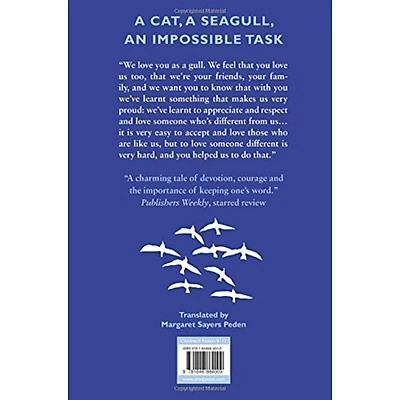 A CAT, A SEAGULL,
AN IMPOSSIBLE TASK
“We love you as a gull. We feel that you love
us too, that we’re your friends, your fam-
ily, and we want you to know that with you
we’ve learnt something that makes us very
proud: we’ve learnt to appreciate and respect
and love someone who’s different from us…
it is very easy to accept and love those who
are like us, but to love someone different is
very hard, and you helped us to do that.”
“A charming tale of devotion, courage and
the importance of keeping one’s word.”
Publishers Weekly, starred review
Translated by
Margaret Sayers Peden